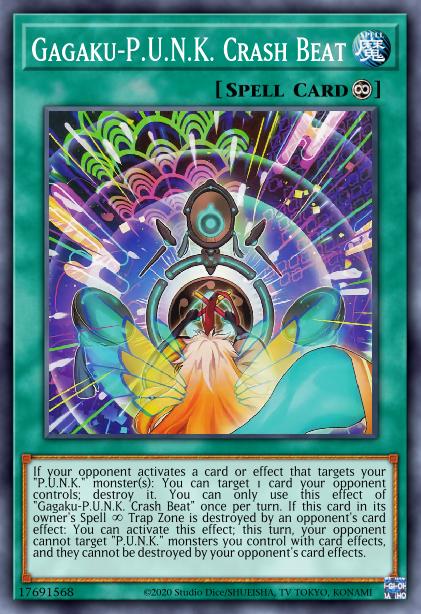 GAGAKU-P.U.N.K. CRASH BEAT
SPELL
魔
[SPELL CARD∞]
If your opponent activates a card or effect that targets your
"P.U.N.K." monster(s): You can target 1 card your opponent
controls; destroy it. You can only use this effect of
"Gagaku-P.U.N.K. Crash Beat" once per turn. If this card in its
owner's Spell ∞ Trap Zone is destroyed by an opponent's card
effect: You can activate this effect; this turn, your opponent
cannot target "P.U.N.K." monsters you control with card effects,
and they cannot be destroyed by your opponent's card effects.
17691568
©2020 Studio Dice/SHUEISHA, TV TOKYO, KONAMI